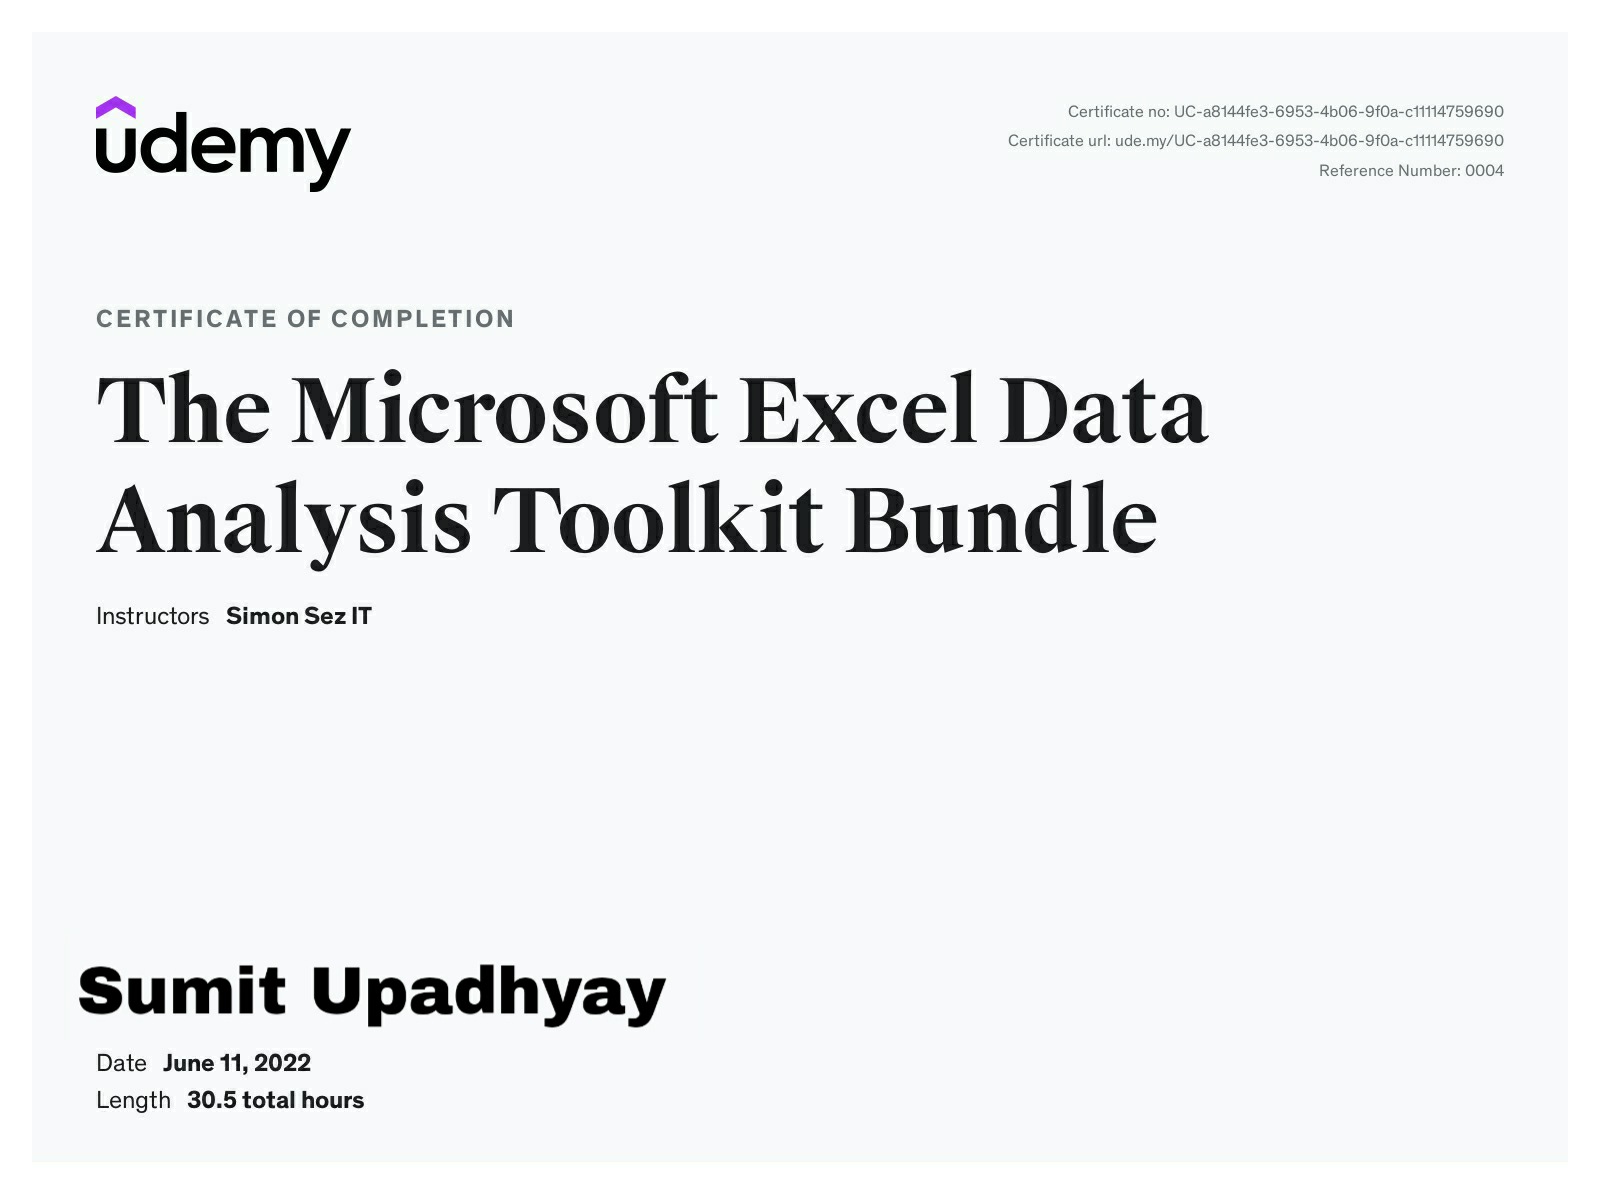 udemy
Certificate no: UC-a8144fe3-6953-4b06-9f0a-c11114759690
Certificate url: ude.my/UC-a8144fe3-6953-4b06-9f0a-c11114759690
Reference Number: 0004
CERTIFICATE OF COMPLETION
The Microsoft Excel Data
Analysis Toolkit Bundle
Instructors Simon Sez IT
Sumit Upadhyay
Date June 11, 2022
Length 30.5 total hours